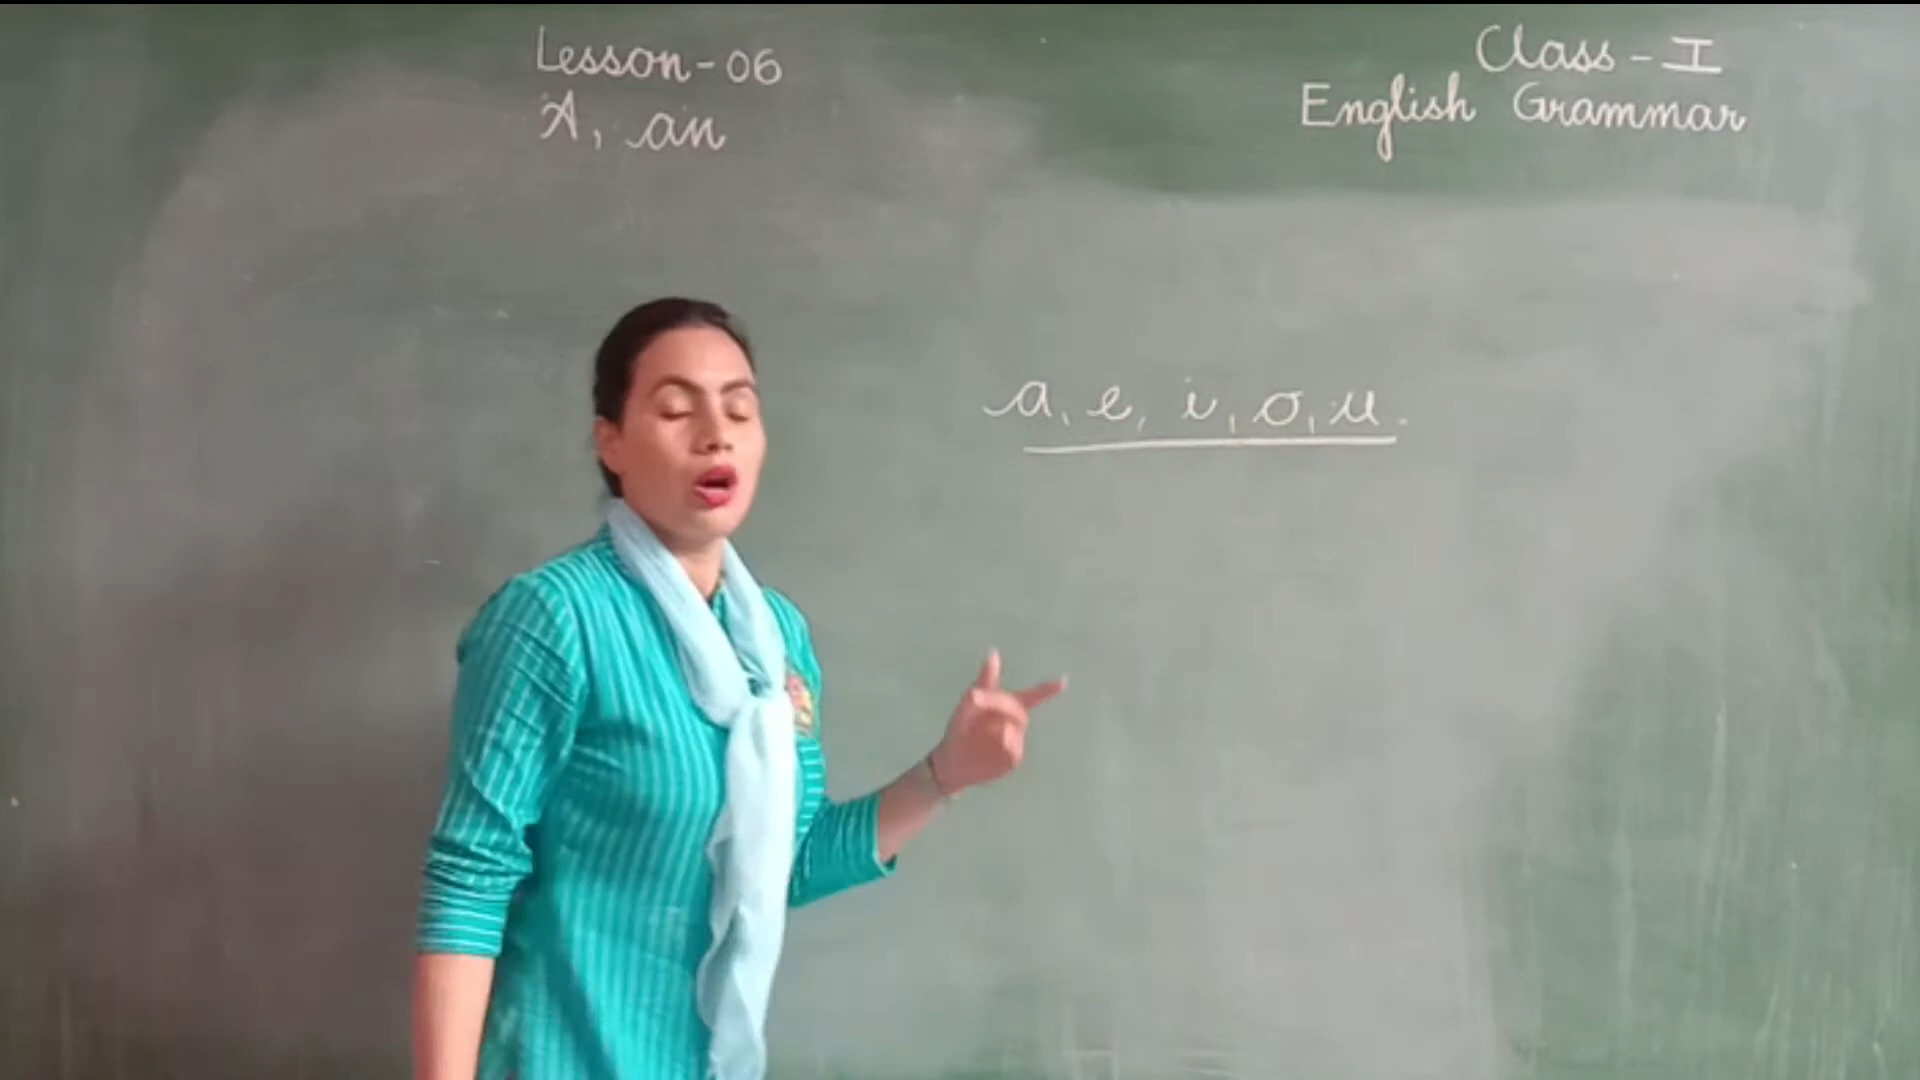 Lesson-06
A, an
Class-I
English Grammar
a, e, i, o, u.